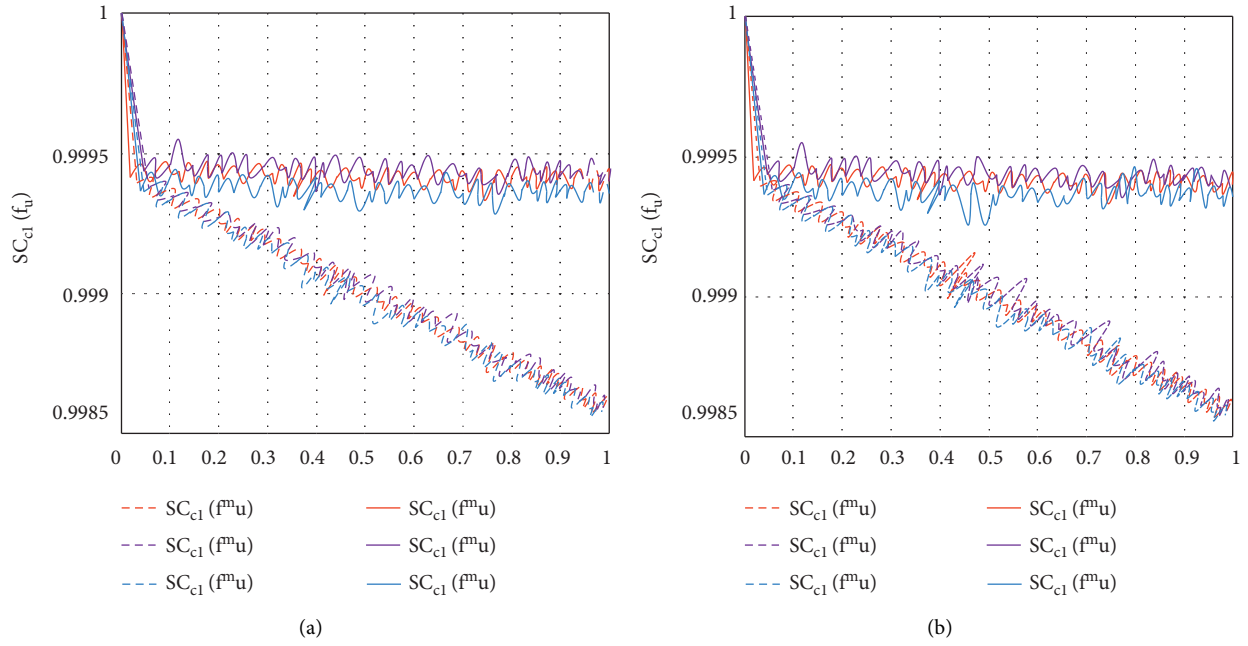 1
0.9995
0.999
0.9985
SC_c1 (f_u)
0 0.1 0.2 0.3 0.4 0.5 0.6 0.7 0.8 0.9 1
SC_c1 (f^m u) SC_c1 (f^m u)
SC_c1 (f^m u) SC_c1 (f^m u)
SC_c1 (f^m u) SC_c1 (f^m u)
(a)
1
0.9995
0.999
0.9985
SC_c1 (f_u)
0 0.1 0.2 0.3 0.4 0.5 0.6 0.7 0.8 0.9 1
SC_c1 (f^m u) SC_c1 (f^m u)
SC_c1 (f^m u) SC_c1 (f^m u)
SC_c1 (f^m u) SC_c1 (f^m u)
(b)